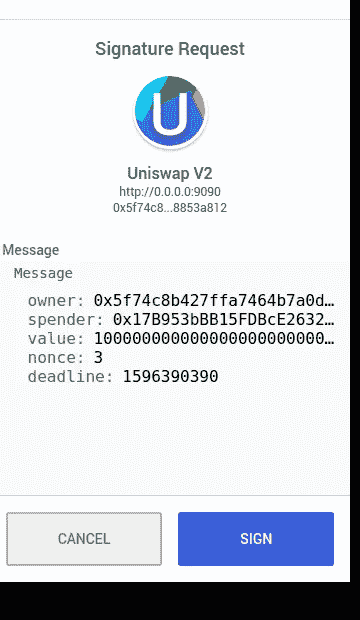 Signature Request
U
Uniswap V2
http://0.0.0.0:9090
0x5f74c8...8853a812
Message
Message
owner: 0x5f74c8b427ffa7464b7a0d…
spender: 0x17B953bBB15FDBcE2632…
value: 1000000000000000000000000…
nonce: 3
deadline: 1596390390
CANCEL
SIGN